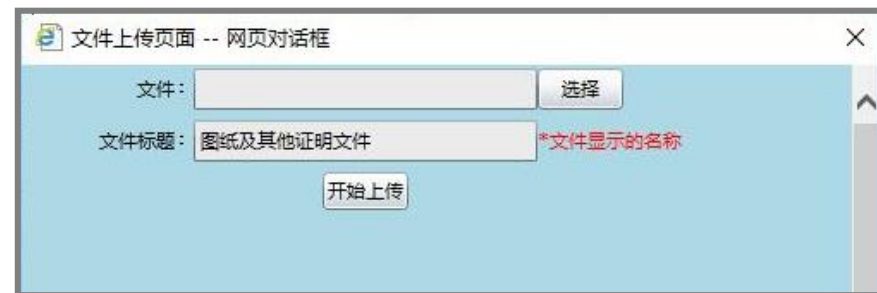 文件上传页面 -- 网页对话框
文件： 选择
文件标题： 图纸及其他证明文件 *文件显示的名称
开始上传